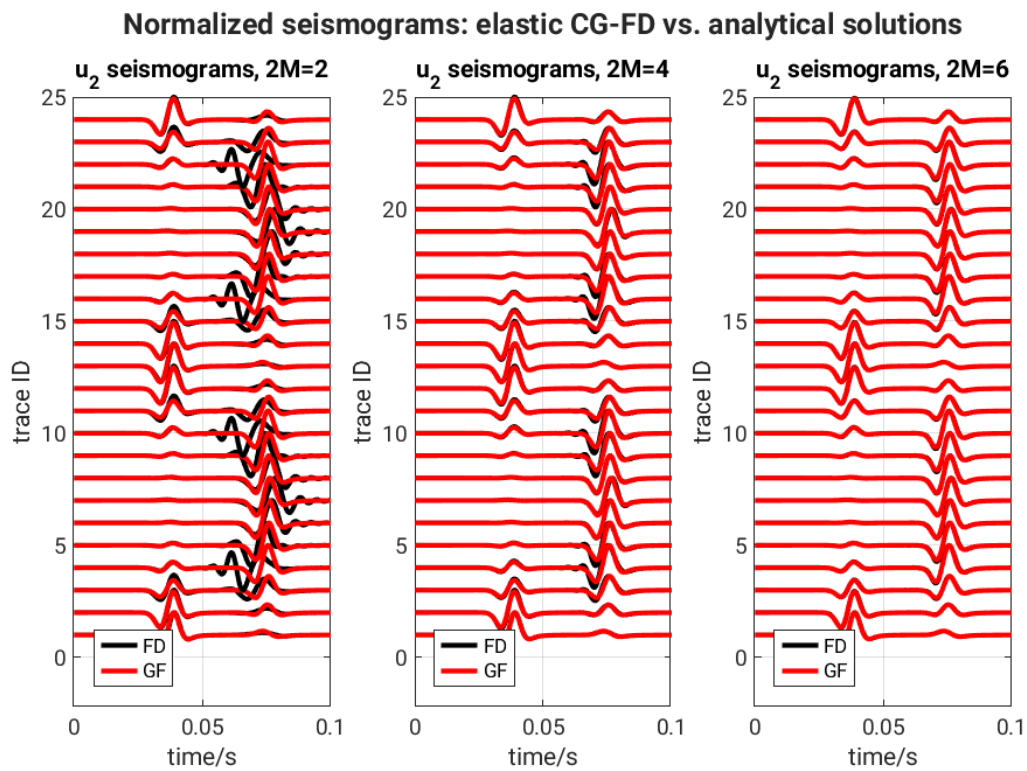 Normalized seismograms: elastic CG-FD vs. analytical solutions
u2 seismograms, 2M=2
25
20
15
10
5
0
trace ID
FD
GF
0
0.05
0.1
time/s
u2 seismograms, 2M=4
25
20
15
10
5
0
trace ID
FD
GF
0
0.05
0.1
time/s
u2 seismograms, 2M=6
25
20
15
10
5
0
trace ID
FD
GF
0
0.05
0.1
time/s